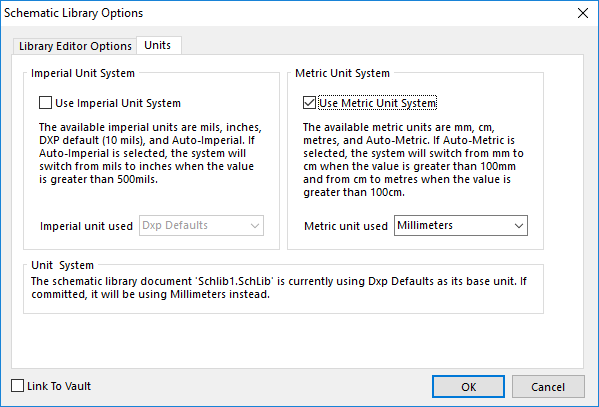 Schematic Library Options
Library Editor Options
Units
Imperial Unit System
Use Imperial Unit System
The available imperial units are mils, inches,
DXP default (10 mils), and Auto-Imperial. If
Auto-Imperial is selected, the system will
switch from mils to inches when the value
is greater than 500mils.
Imperial unit used
Dxp Defaults
Metric Unit System
Use Metric Unit System
The available metric units are mm, cm,
metres, and Auto-Metric. If Auto-Metric is
selected, the system will switch from mm to
cm when the value is greater than 100mm
and from cm to metres when the value is
greater than 100cm.
Metric unit used
Millimeters
Unit System
The schematic library document 'Schlib1.SchLib' is currently using Dxp Defaults as its base unit. If
committed, it will be using Millimeters instead.
Link To Vault
OK
Cancel